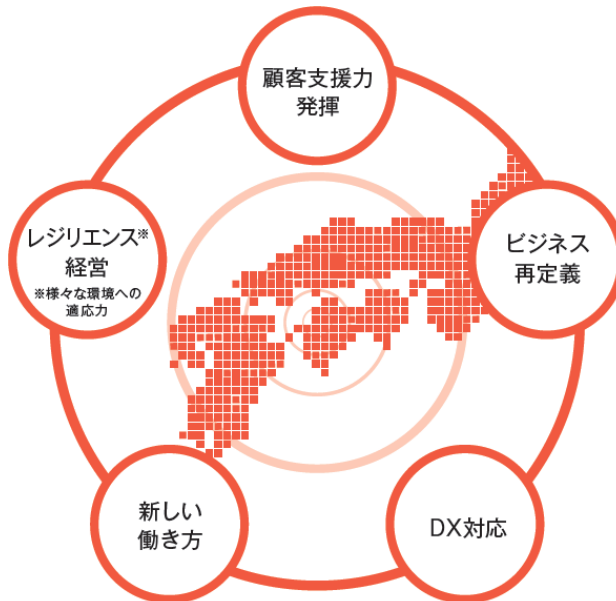 顧客支援力
発揮
レジリエンス※
経営
※様々な環境への
適応力
ビジネス
再定義
新しい
働き方
DX対応